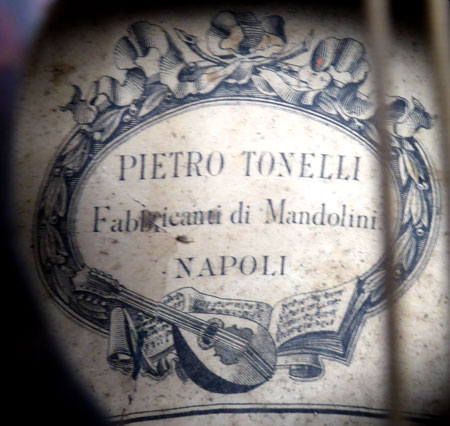 PIETRO TONELLI
Fabbricanti di Mandolini
NAPOLI